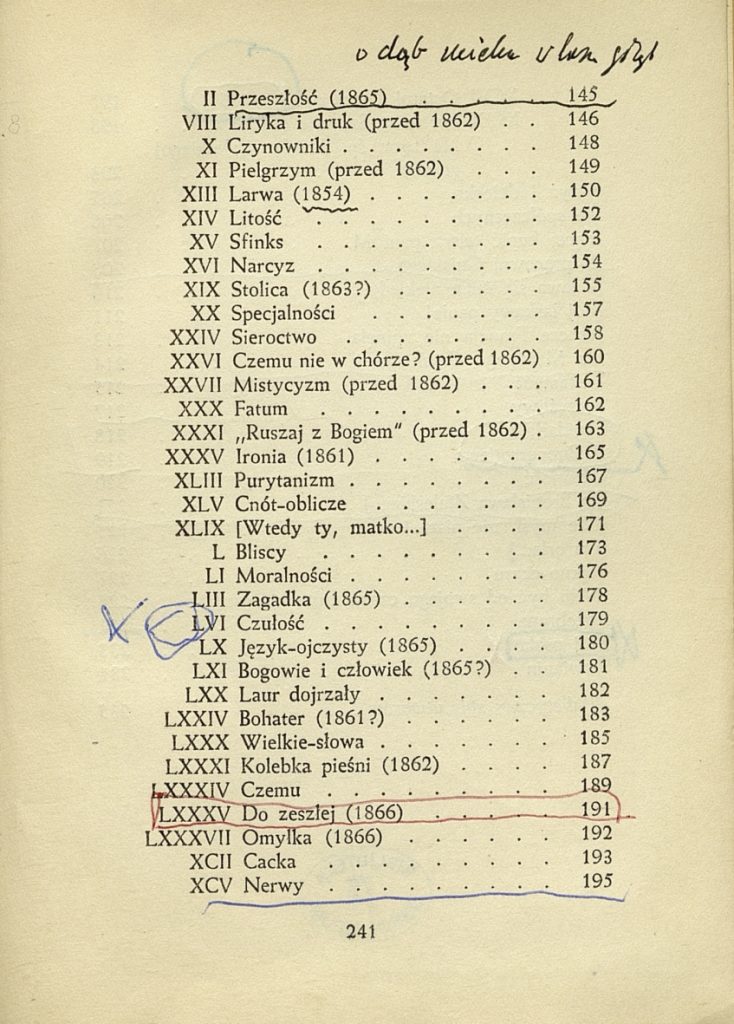 o dąb
II Przeszłość (1865) . . . . . . 145
VIII Liryka i druk (przed 1862) . . 146
X Czynowniki . . . . . . . . 148
XI Pielgrzym (przed 1862) . . . 149
XIII Larwa (1854) . . . . . . . 150
XIV Litość . . . . . . . . 152
XV Sfinks . . . . . . . . 153
XVI Narcyz . . . . . . . . 154
XIX Stolica (1863?) . . . . . . 155
XX Specjalności . . . . . . 157
XXIV Sieroctwo . . . . . . . 158
XXVI Czemu nie w chórze? (przed 1862) 160
XXVII Mistycyzm (przed 1862) . . . 161
XXX Fatum . . . . . . . . 162
XXXI „Ruszaj z Bogiem" (przed 1862) . 163
XXXV Ironia (1861) . . . . . . 165
XLIII Purytanizm . . . . . . . 167
XLV Cnót-oblicze . . . . . . 169
XLIX [Wtedy ty, matko...] . . . . 171
L Bliscy . . . . . . . . 173
LI Moralności . . . . . . . 176
LIII Zagadka (1865) . . . . . . 178
LVI Czułość . . . . . . . . 179
LX Język-ojczysty (1865) . . . . 180
LXI Bogowie i człowiek (1865?) . . 181
LXX Laur dojrzały . . . . . . 182
LXXIV Bohater (1861?) . . . . . 183
LXXX Wielkie-słowa . . . . . . 185
LXXXI Kolebka pieśni (1862) . . . . 187
LXXXIV Czemu . . . . . . . . 189
LXXXV Do zeszłej (1866) . . . . . 191
LXXXVII Omyłka (1866) . . . . . . 192
XCII Cacka . . . . . . . . 193
XCV Nerwy . . . . . . . . 195
241